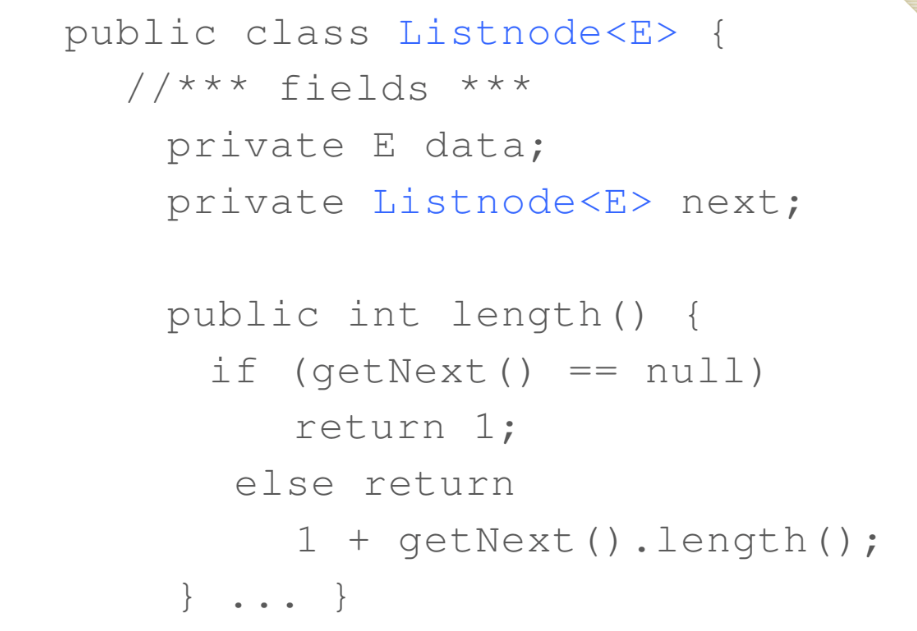 public class Listnode<E> {
//*** fields ***
private E data;
private Listnode<E> next;
public int length() {
if (getNext() == null)
return 1;
else return
1 + getNext().length();
} ... }